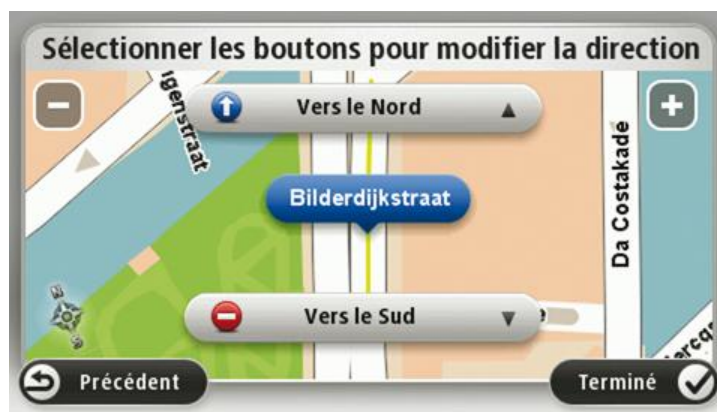 Sélectionner les boutons pour modifier la direction
Vers le Nord
Bilderdijkstraat
Da Costakade
Vers le Sud
Précédent
Terminé